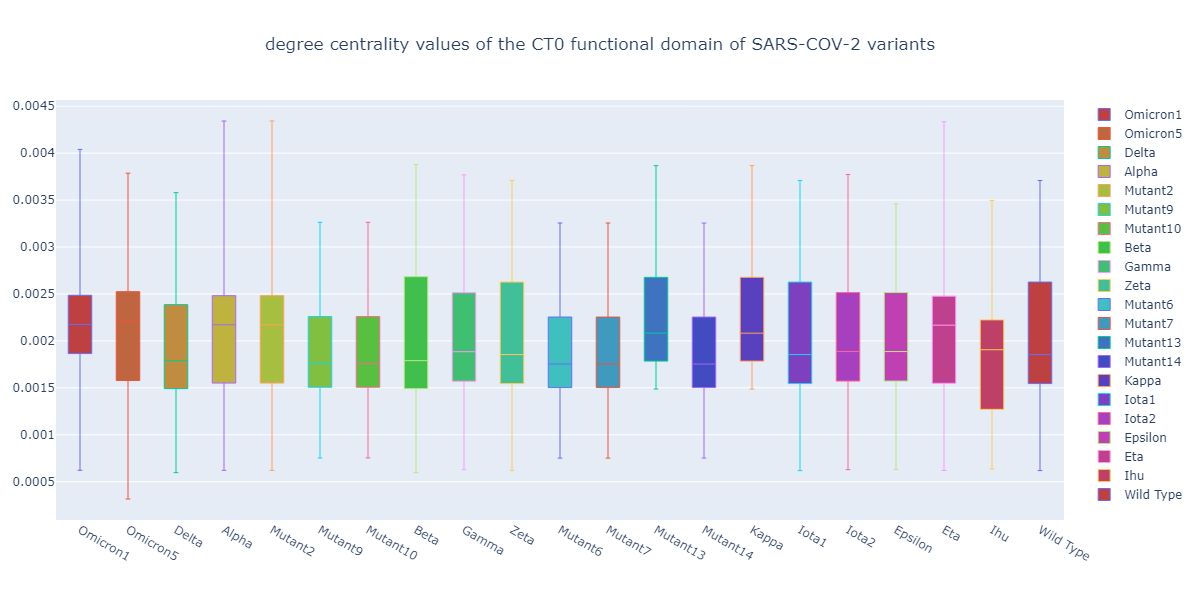 degree centrality values of the CT0 functional domain of SARS-COV-2 variants
0.0045
0.004
0.0035
0.003
0.0025
0.002
0.0015
0.001
0.0005
Omicron1
Omicron5
Delta
Alpha
Mutant2
Mutant9
Mutant10
Beta
Gamma
Zeta
Mutant6
Mutant7
Mutant13
Mutant14
Kappa
Iota1
Iota2
Epsilon
Eta
Ihu
Wild Type
Omicron1
Omicron5
Delta
Alpha
Mutant2
Mutant9
Mutant10
Beta
Gamma
Zeta
Mutant6
Mutant7
Mutant13
Mutant14
Kappa
Iota1
Iota2
Epsilon
Eta
Ihu
Wild Type